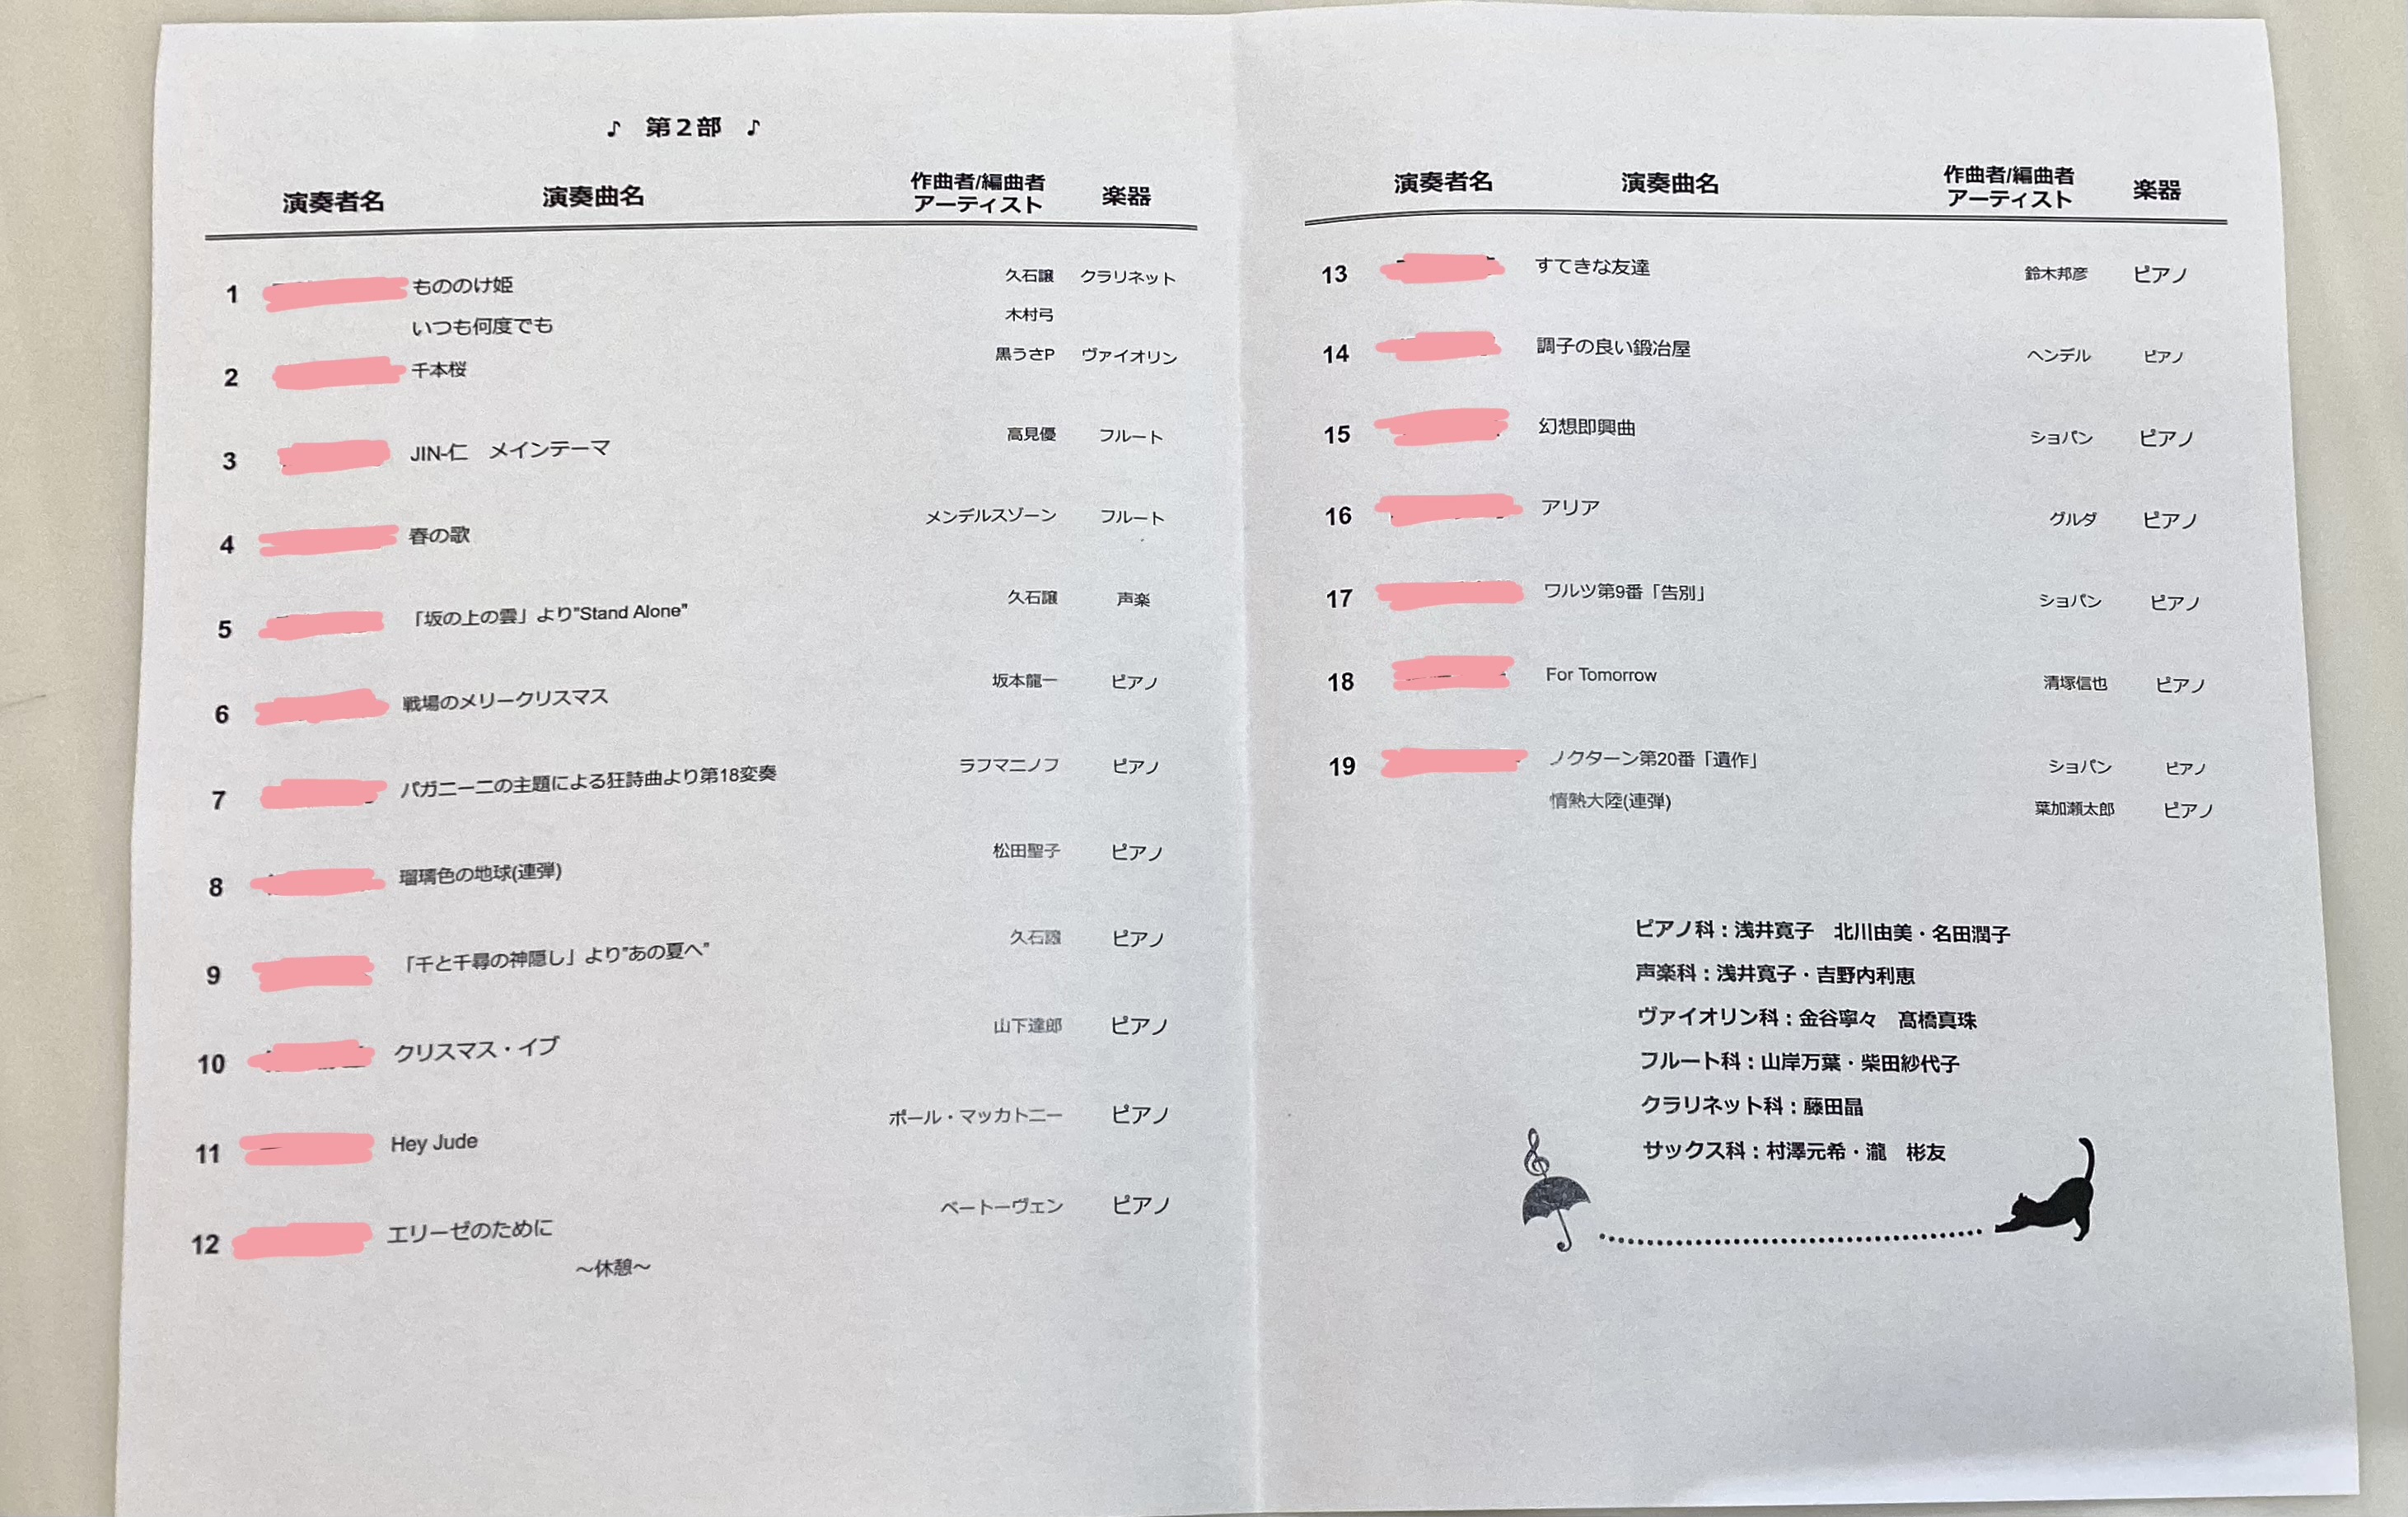 ♪ 第2部 ♪
演奏者名 演奏曲名 作曲者/編曲者 アーティスト 楽器
1 もののけ姫 久石譲 クラリネット
いつも何度でも 木村弓
2 千本桜 黒うさP ヴァイオリン
3 JIN-仁 メインテーマ 高見優 フルート
4 春の歌 メンデルスゾーン フルート
5 「坂の上の雲」より”Stand Alone” 久石譲 声楽
6 戦場のメリークリスマス 坂本龍一 ピアノ
7 パガニーニの主題による狂詩曲より第18変奏 ラフマニノフ ピアノ
8 瑠璃色の地球(連弾) 松田聖子 ピアノ
9 「千と千尋の神隠し」より”あの夏へ” 久石譲 ピアノ
10 クリスマス・イブ 山下達郎 ピアノ
11 Hey Jude ポール・マッカトニー ピアノ
12 エリーゼのために ベートーヴェン ピアノ
～休憩～
演奏者名 演奏曲名 作曲者/編曲者 アーティスト 楽器
13 すてきな友達 鈴木邦彦 ピアノ
14 調子の良い鍛冶屋 ヘンデル ピアノ
15 幻想即興曲 ショパン ピアノ
16 アリア グルダ ピアノ
17 ワルツ第9番「告別」 ショパン ピアノ
18 For Tomorrow 清塚信也 ピアノ
19 ノクターン第20番「遺作」 ショパン ピアノ
情熱大陸(連弾) 葉加瀬太郎 ピアノ
ピアノ科：浅井寛子 北川由美・名田潤子
声楽科：浅井寛子・吉野内利恵
ヴァイオリン科：金谷寧々 髙橋真珠
フルート科：山岸万葉・柴田紗代子
クラリネット科：藤田晶
サックス科：村澤元希・瀧 彬友